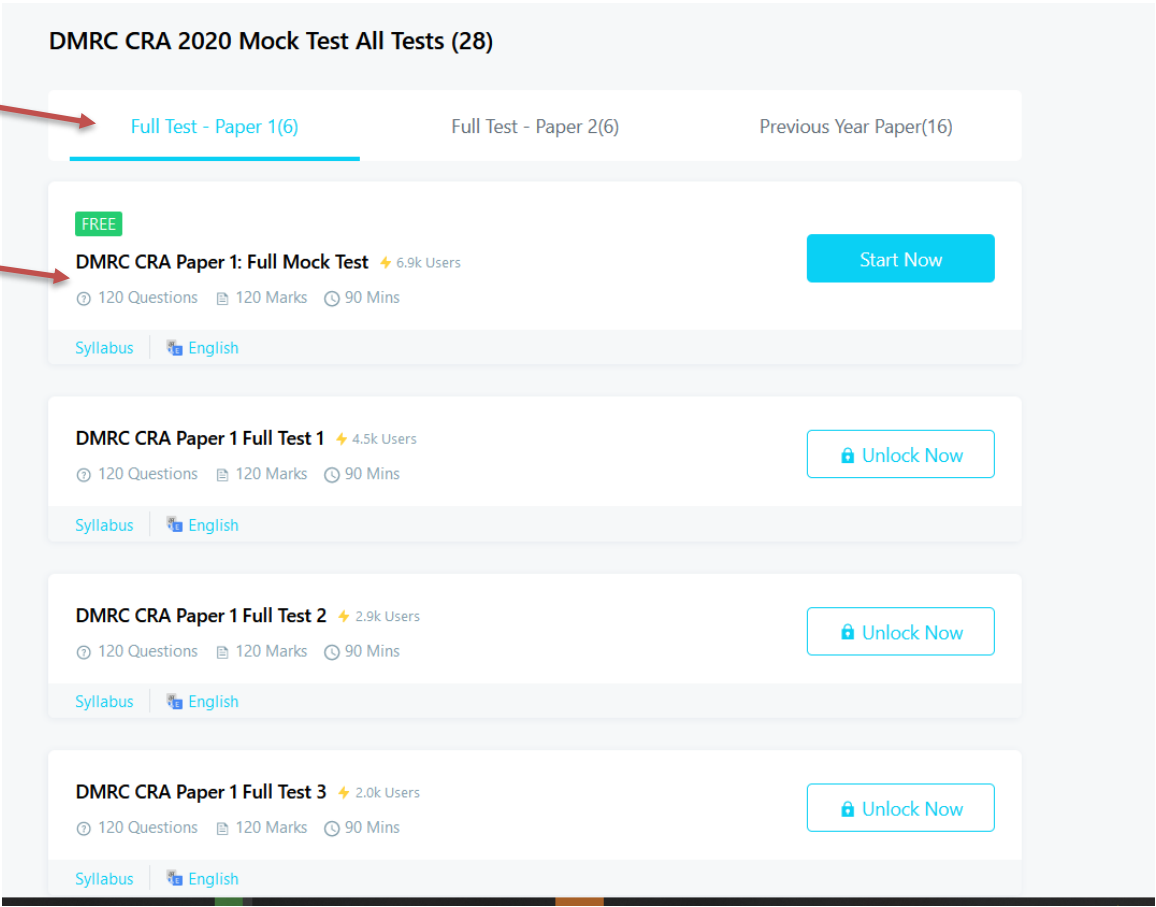 DMRC CRA 2020 Mock Test All Tests (28)
Full Test - Paper 1(6) Full Test - Paper 2(6) Previous Year Paper(16)
FREE
DMRC CRA Paper 1: Full Mock Test 6.9k Users
Start Now
120 Questions 120 Marks 90 Mins
Syllabus English
DMRC CRA Paper 1 Full Test 1 4.5k Users
Unlock Now
120 Questions 120 Marks 90 Mins
Syllabus English
DMRC CRA Paper 1 Full Test 2 2.9k Users
Unlock Now
120 Questions 120 Marks 90 Mins
Syllabus English
DMRC CRA Paper 1 Full Test 3 2.0k Users
Unlock Now
120 Questions 120 Marks 90 Mins
Syllabus English